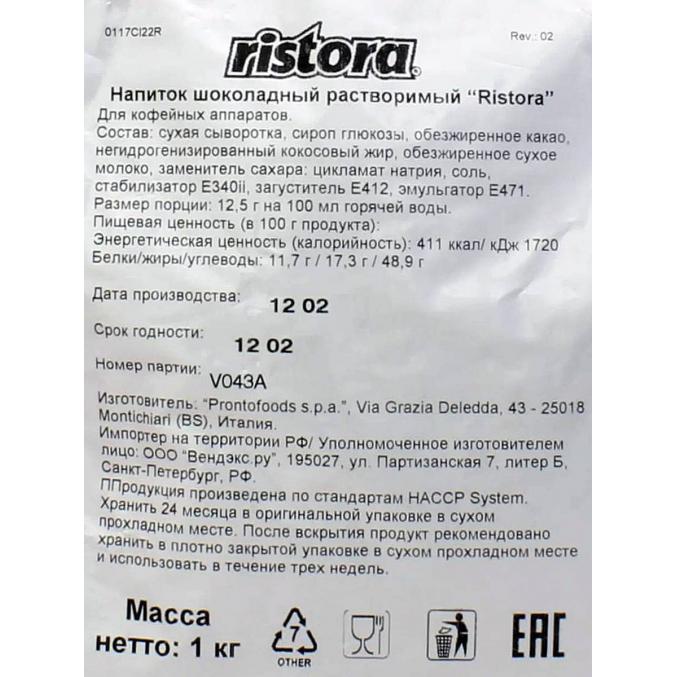 0117CI22R
Rev.: 02
ristora
Напиток шоколадный растворимый “Ristora”
Для кофейных аппаратов.
Состав: сухая сыворотка, сироп глюкозы, обезжиренное какао,
негидрогенизированный кокосовый жир, обезжиренное сухое
молоко, заменитель сахара: цикламат натрия, соль,
стабилизатор Е340ii, загуститель Е412, эмульгатор Е471.
Размер порции: 12,5 г на 100 мл горячей воды.
Пищевая ценность (в 100 г продукта):
Энергетическая ценность (калорийность): 411 ккал/ кДж 1720
Белки/жиры/углеводы: 11,7 г / 17,3 г / 48,9 г
Дата производства: 12 02
Срок годности: 12 02
Номер партии: V043A
Изготовитель: “Prontofoods s.p.a.”, Via Grazia Deledda, 43 - 25018
Montichiari (BS), Италия.
Импортер на территории РФ/ Уполномоченное изготовителем
лицо: ООО “Вендэкс.ру”, 195027, ул. Партизанская 7, литер Б,
Санкт-Петербург, РФ.
ППродукция произведена по стандартам HACCP System.
Хранить 24 месяца в оригинальной упаковке в сухом
прохладном месте. После вскрытия продукт рекомендовано
хранить в плотно закрытой упаковке в сухом прохладном месте
и использовать в течение трех недель.
Масса
нетто: 1 кг
7
OTHER
EAC